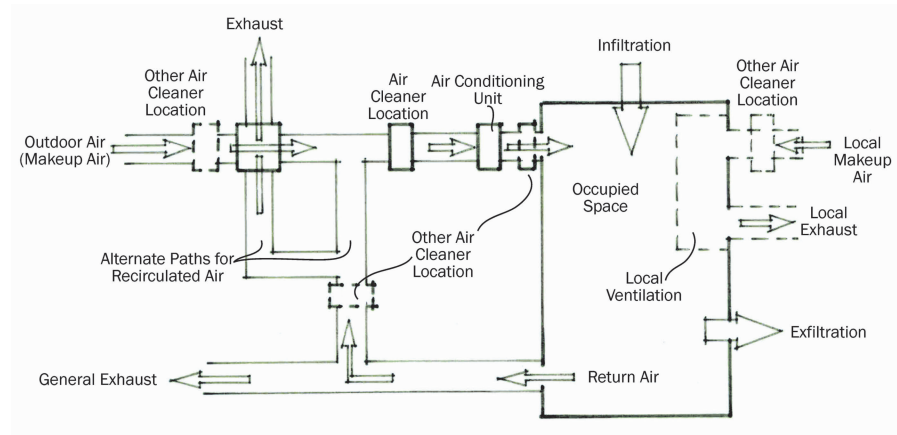 Exhaust
Infiltration
Other Air
Cleaner
Location
Air
Cleaner
Location
Air Conditioning
Unit
Other Air
Cleaner
Location
Outdoor Air
(Makeup Air)
Local
Makeup
Air
Occupied
Space
Local
Exhaust
Alternate Paths for
Recirculated Air
Other Air
Cleaner
Location
Local
Ventilation
Exfiltration
General Exhaust
Return Air